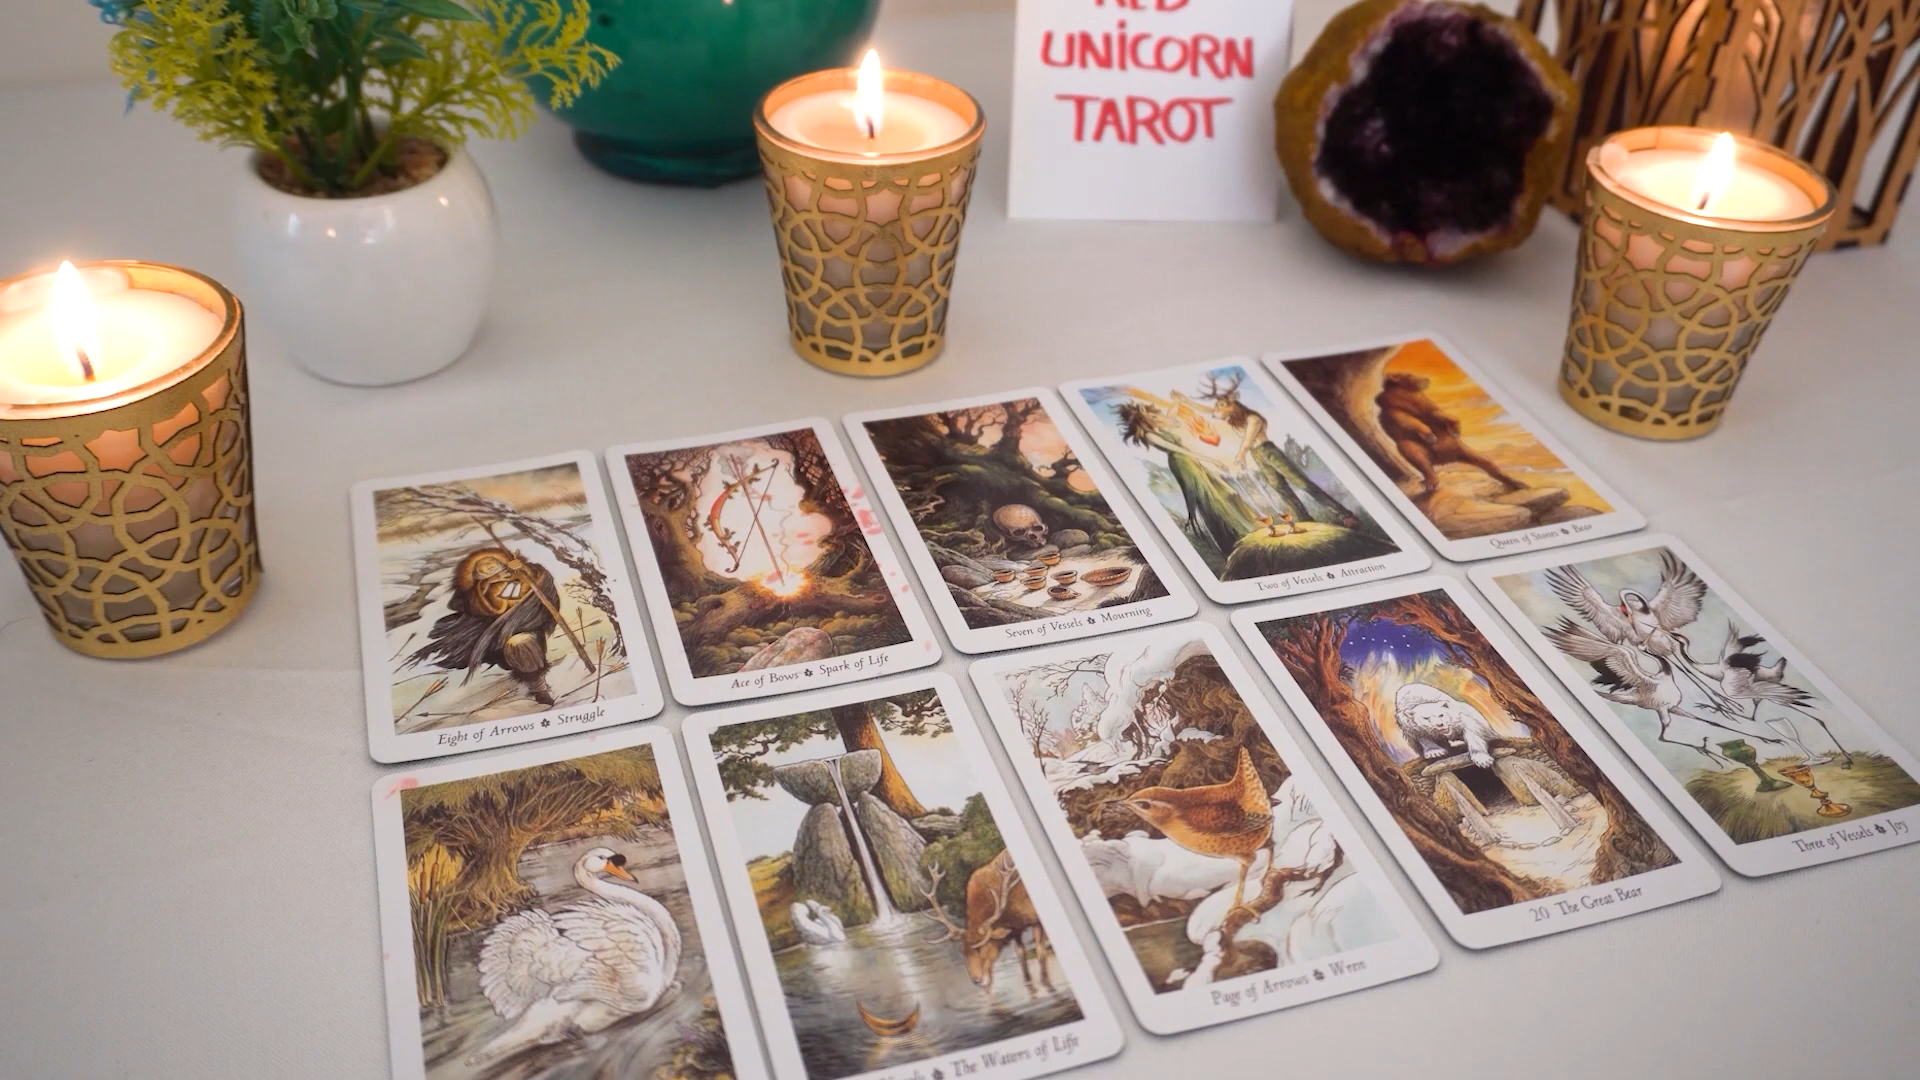 RED
UNICORN
TAROT
Eight of Arrows Struggle
Ace of Bows Spark of Life
Seven of Vessels Mourning
Two of Vessels Attraction
Queen of Stones Bear
The Waters of Life
Page of Arrows Wren
20 The Great Bear
Three of Vessels Joy